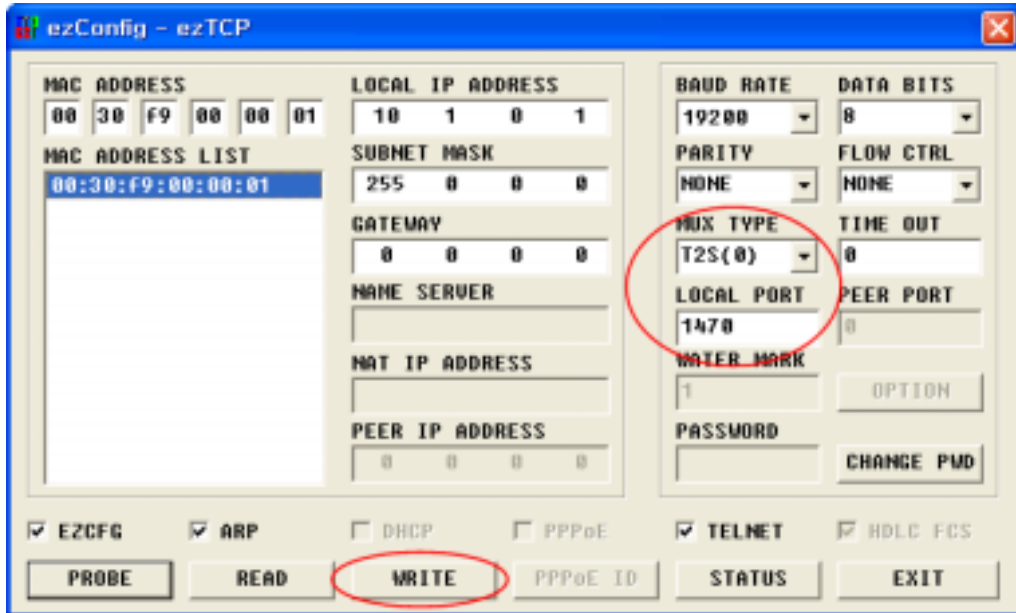 ezConfig - ezTCP
MAC ADDRESS
00 30 F9 00 00 01
MAC ADDRESS LIST
00:30:F9:00:00:01
LOCAL IP ADDRESS
10 1 0 1
SUBNET MASK
255 0 0 0
GATEWAY
0 0 0 0
NAME SERVER
NAT IP ADDRESS
PEER IP ADDRESS
0 0 0 0
BAUD RATE DATA BITS
19200 8
PARITY FLOW CTRL
NONE NONE
MUX TYPE TIME OUT
T2S(0) 0
LOCAL PORT PEER PORT
1470 0
WATER MARK
1 OPTION
PASSWORD
CHANGE PWD
EZCFG ARP DHCP PPPoE TELNET HDLC FCS
PROBE READ WRITE PPPoE ID STATUS EXIT